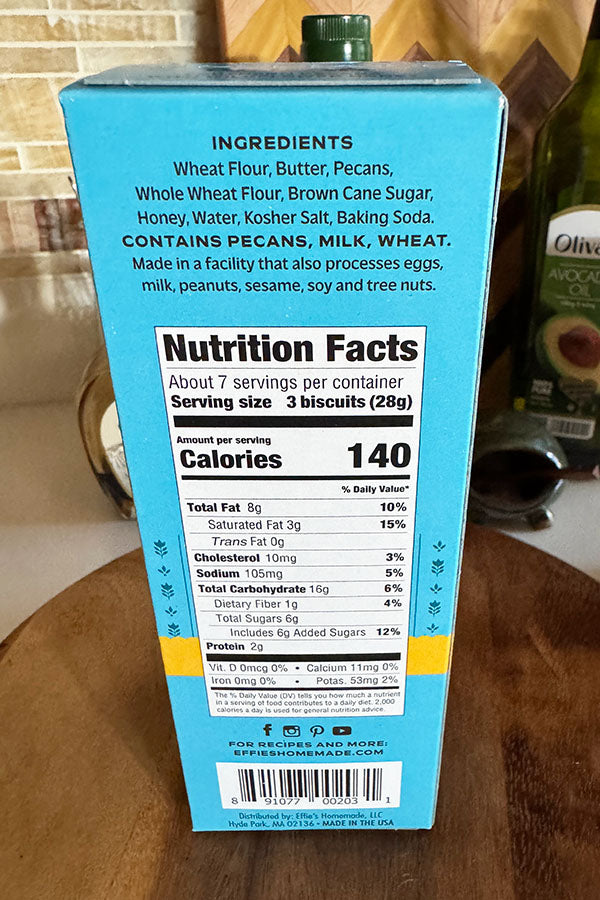 INGREDIENTS
Wheat Flour, Butter, Pecans,
Whole Wheat Flour, Brown Cane Sugar,
Honey, Water, Kosher Salt, Baking Soda.
CONTAINS PECANS, MILK, WHEAT.
Made in a facility that also processes eggs,
milk, peanuts, sesame, soy and tree nuts.
Nutrition Facts
About 7 servings per container
Serving size 3 biscuits (28g)
Amount per serving
Calories 140
% Daily Value*
Total Fat 8g 10%
Saturated Fat 3g 15%
Trans Fat 0g
Cholesterol 10mg 3%
Sodium 105mg 5%
Total Carbohydrate 16g 6%
Dietary Fiber 1g 4%
Total Sugars 6g
Includes 6g Added Sugars 12%
Protein 2g
Vit. D 0mcg 0% • Calcium 11mg 0%
Iron 0mg 0% • Potas. 53mg 2%
The % Daily Value (DV) tells you how much a nutrient
in a serving of food contributes to a daily diet. 2,000
calories a day is used for general nutrition advice.
FOR RECIPES AND MORE:
EFFIESHOMEMADE.COM
8 91077 00203 1
Distributed by: Effie's Homemade, LLC
Hyde Park, MA 02136 • MADE IN THE USA
Oliv
AVOCAD
OIL